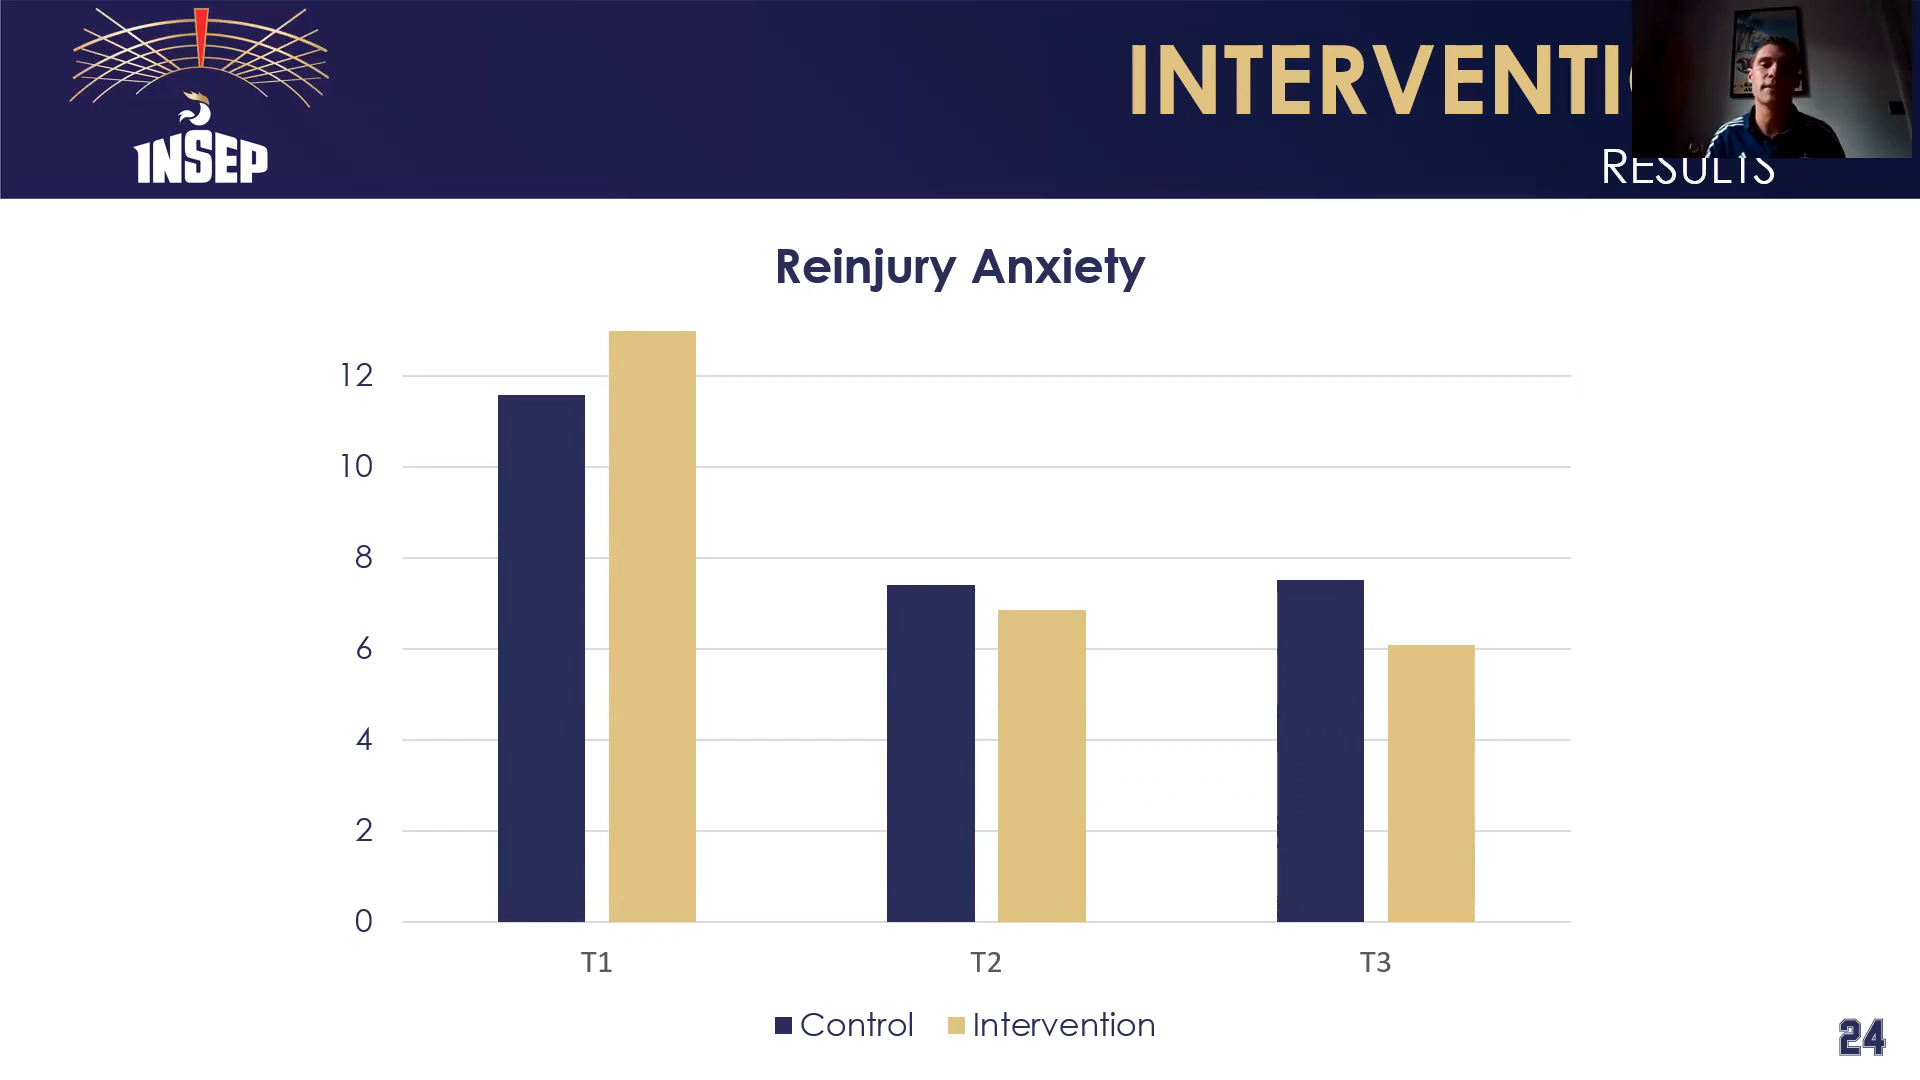 INSEP
INTERVENTI
RESULTS
Reinjury Anxiety
12
10
8
6
4
2
0
T1 T2 T3
Control Intervention
24